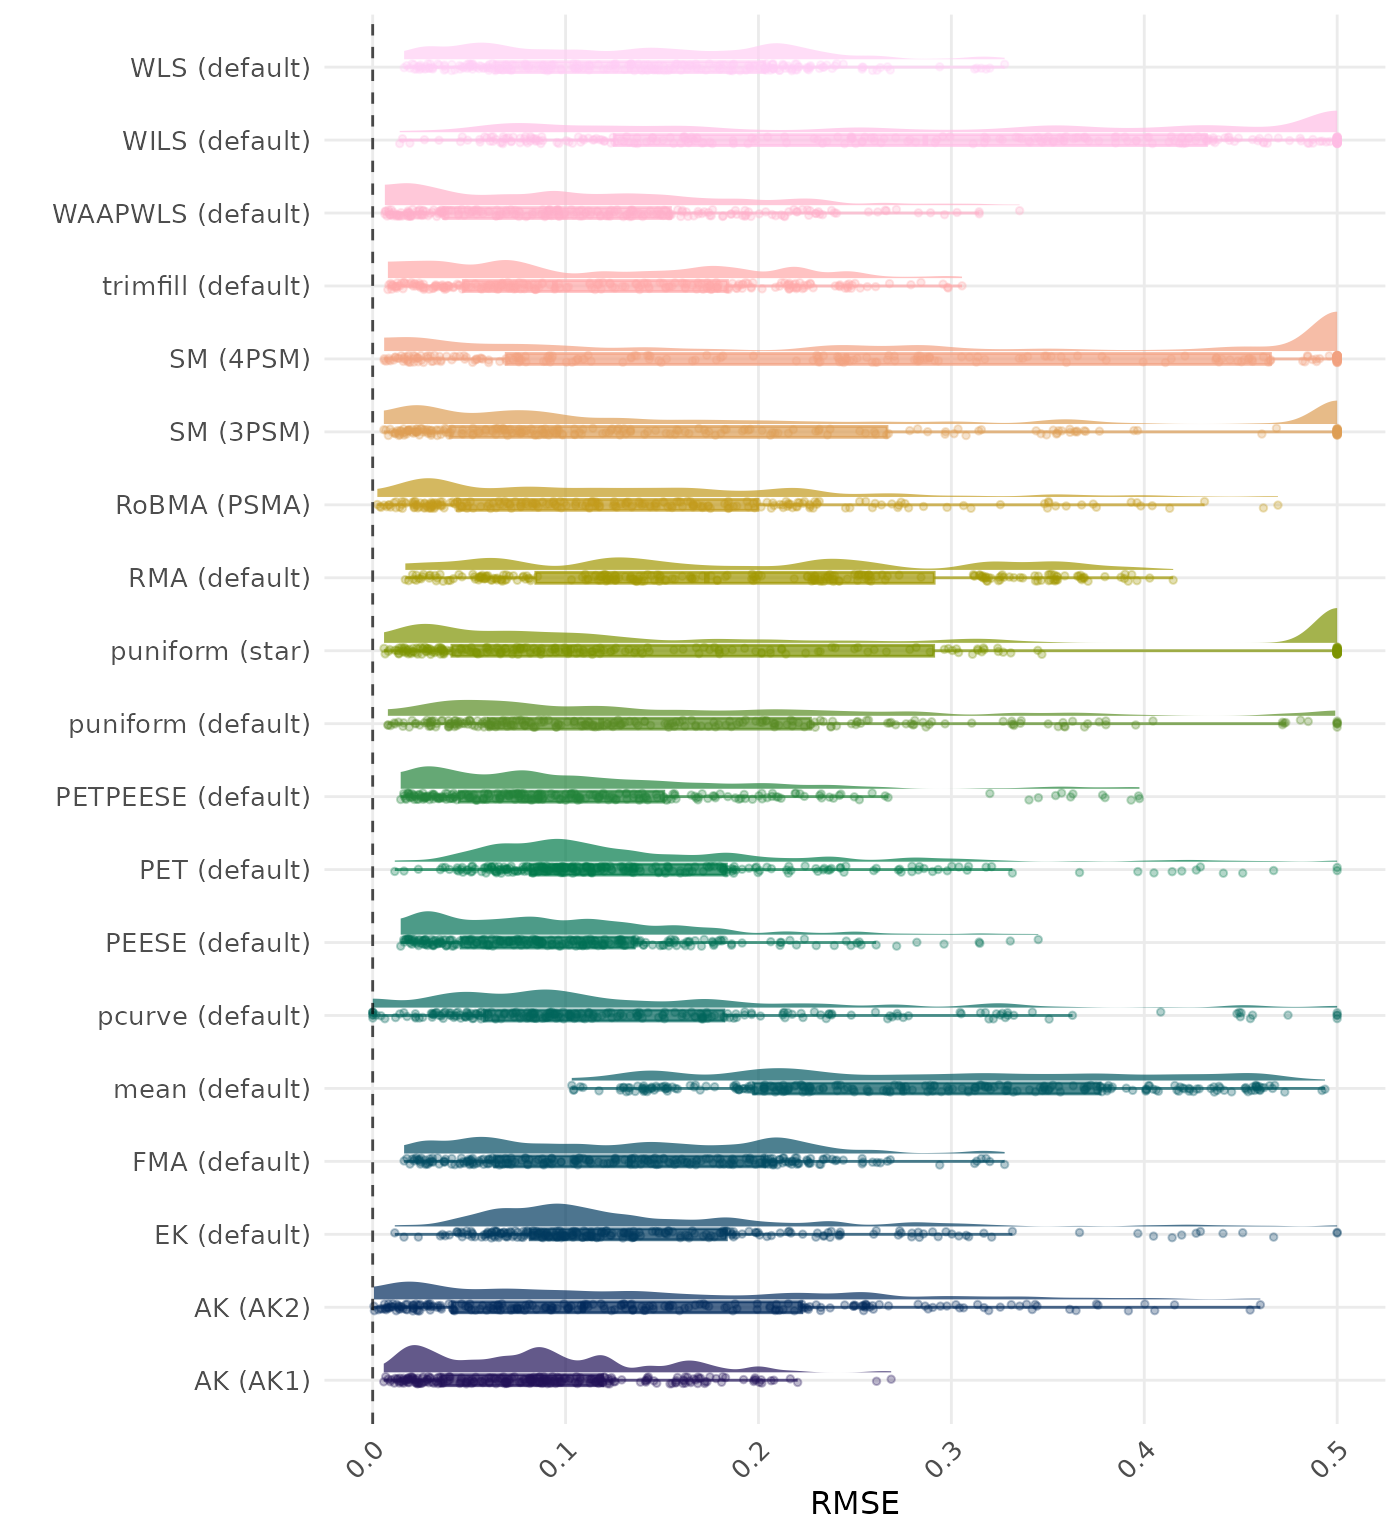 WLS (default)
WILS (default)
WAAPWLS (default)
trimfill (default)
SM (4PSM)
SM (3PSM)
RoBMA (PSMA)
RMA (default)
puniform (star)
puniform (default)
PETPEESE (default)
PET (default)
PEESE (default)
pcurve (default)
mean (default)
FMA (default)
EK (default)
AK (AK2)
AK (AK1)
0.0 0.1 0.2 0.3 0.4 0.5
RMSE